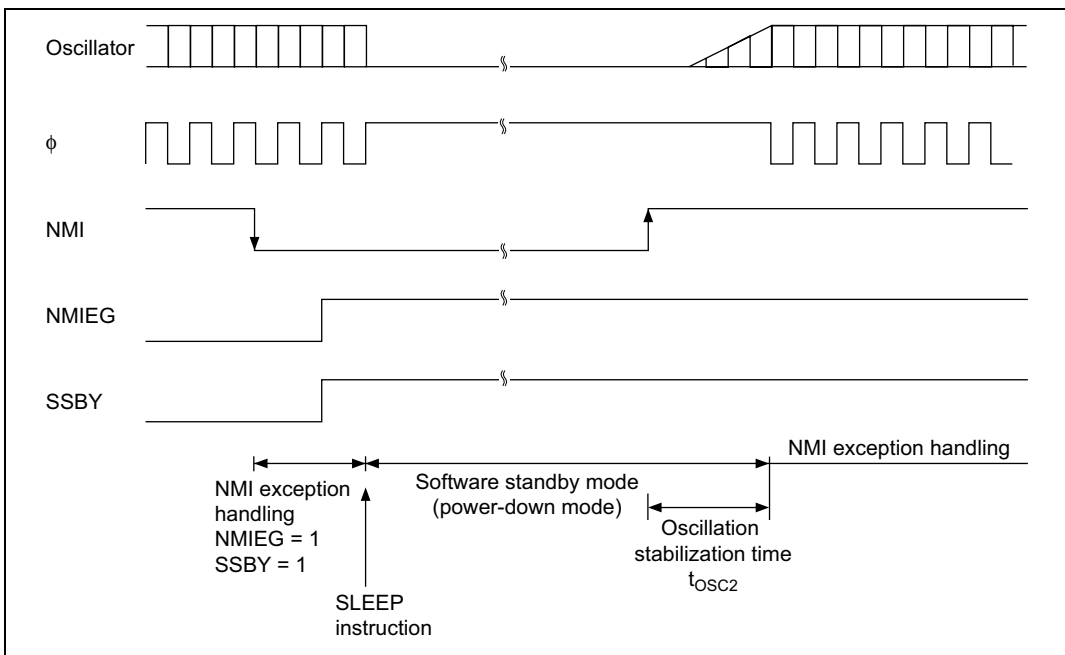 Oscillator
ϕ
NMI
NMIEG
SSBY
NMI exception handling
NMI exception
handling
NMIEG = 1
SSBY = 1
Software standby mode
(power-down mode)
Oscillation
stabilization time
tOSC2
SLEEP
instruction